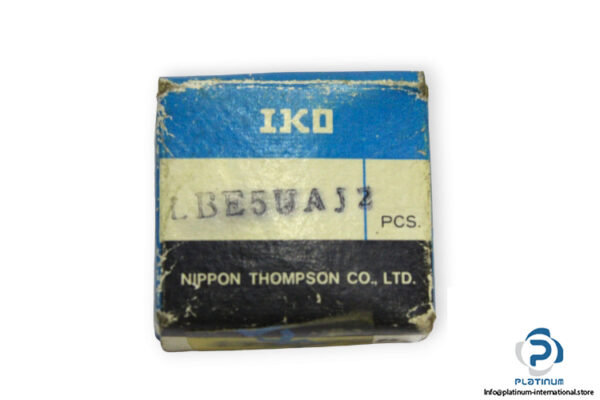 IKO
LBE5UAJ2
PCS.
NIPPON THOMPSON CO., LTD.
PLATINUM
Info@platinum-international.store